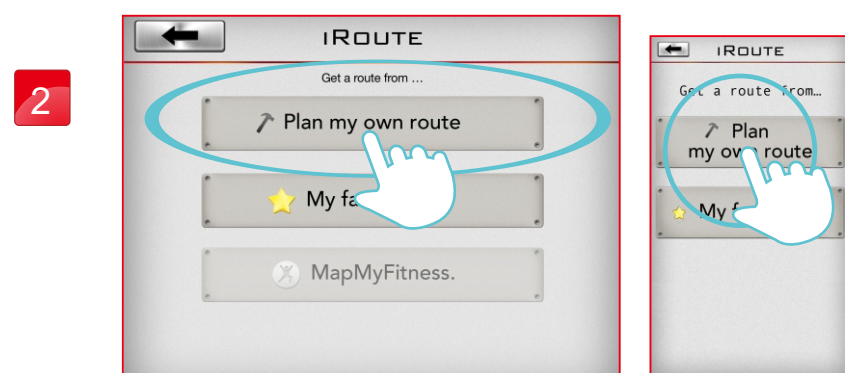 2
iRoute
Get a route from ...
Plan my own route
My fa
MapMyFitness.
iRoute
Get a route from…
Plan
my own route
My f